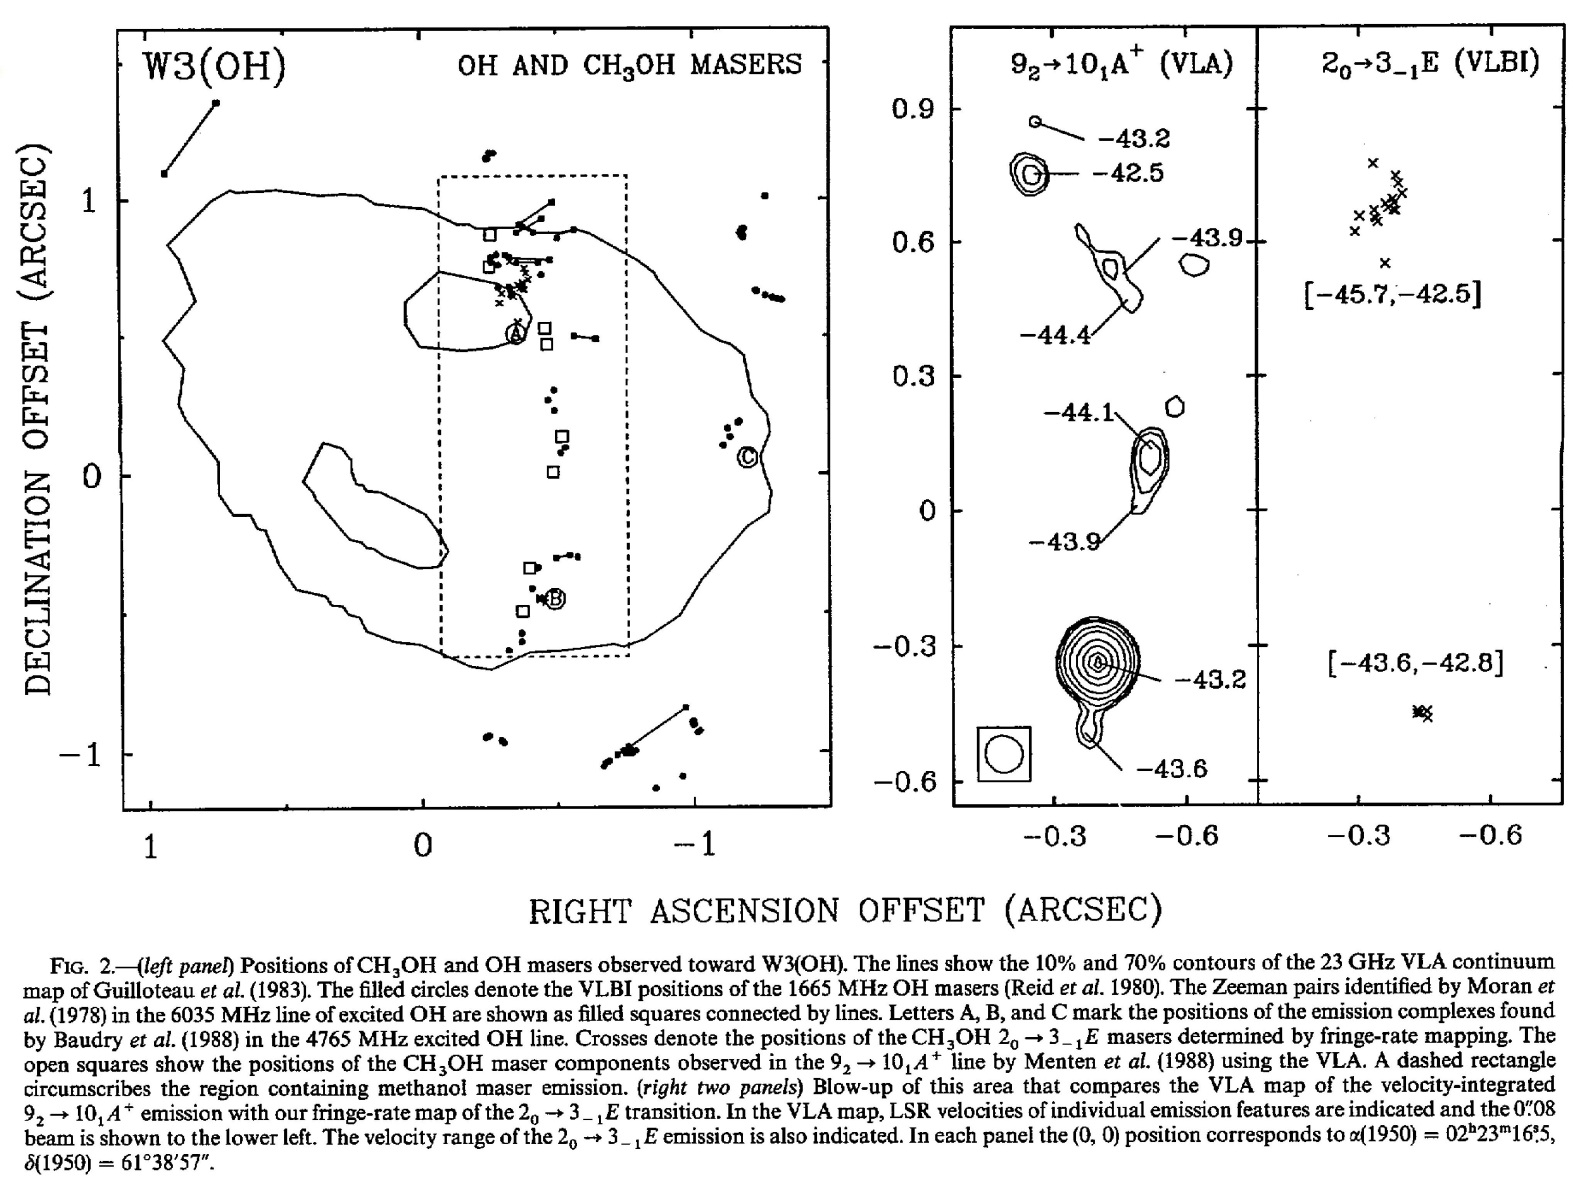 W3(OH)
OH AND CH₃OH MASERS
9₂→10₁A⁺ (VLA)
2₀→3₋₁E (VLBI)
DECLINATION OFFSET (ARCSEC)
1
0
−1
A
B
C
1
0
−1
0.9
0.6
0.3
0
−0.3
−0.6
−43.2
−42.5
−43.9
−44.4
−44.1
−43.9
−43.2
−43.6
[−45.7,−42.5]
[−43.6,−42.8]
−0.3
−0.6
−0.3
−0.6
RIGHT ASCENSION OFFSET (ARCSEC)
FIG. 2.—(left panel) Positions of CH₃OH and OH masers observed toward W3(OH). The lines show the 10% and 70% contours of the 23 GHz VLA continuum
map of Guilloteau et al. (1983). The filled circles denote the VLBI positions of the 1665 MHz OH masers (Reid et al. 1980). The Zeeman pairs identified by Moran et
al. (1978) in the 6035 MHz line of excited OH are shown as filled squares connected by lines. Letters A, B, and C mark the positions of the emission complexes found
by Baudry et al. (1988) in the 4765 MHz excited OH line. Crosses denote the positions of the CH₃OH 2₀ → 3₋₁E masers determined by fringe-rate mapping. The
open squares show the positions of the CH₃OH maser components observed in the 9₂ → 10₁A⁺ line by Menten et al. (1988) using the VLA. A dashed rectangle
circumscribes the region containing methanol maser emission. (right two panels) Blow-up of this area that compares the VLA map of the velocity-integrated
9₂ → 10₁A⁺ emission with our fringe-rate map of the 2₀ → 3₋₁E transition. In the VLA map, LSR velocities of individual emission features are indicated and the 0″.08
beam is shown to the lower left. The velocity range of the 2₀ → 3₋₁E emission is also indicated. In each panel the (0, 0) position corresponds to α(1950) = 02ʰ23ᵐ16ˢ.5,
δ(1950) = 61°38′57″.